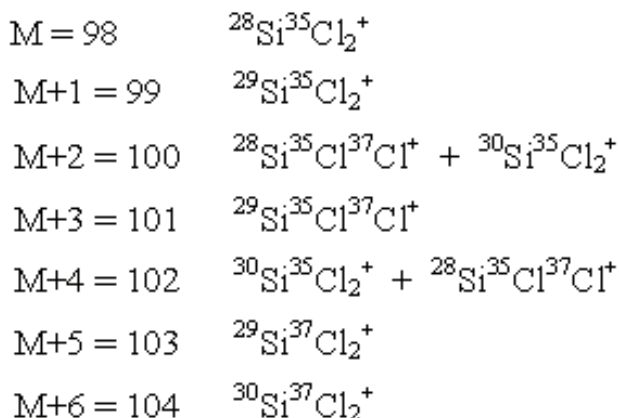 M = 98 ²⁸Si³⁵Cl₂⁺
M+1 = 99 ²⁹Si³⁵Cl₂⁺
M+2 = 100 ²⁸Si³⁵Cl³⁷Cl⁺ + ³⁰Si³⁵Cl₂⁺
M+3 = 101 ²⁹Si³⁵Cl³⁷Cl⁺
M+4 = 102 ³⁰Si³⁵Cl₂⁺ + ²⁸Si³⁵Cl³⁷Cl⁺
M+5 = 103 ²⁹Si³⁷Cl₂⁺
M+6 = 104 ³⁰Si³⁷Cl₂⁺